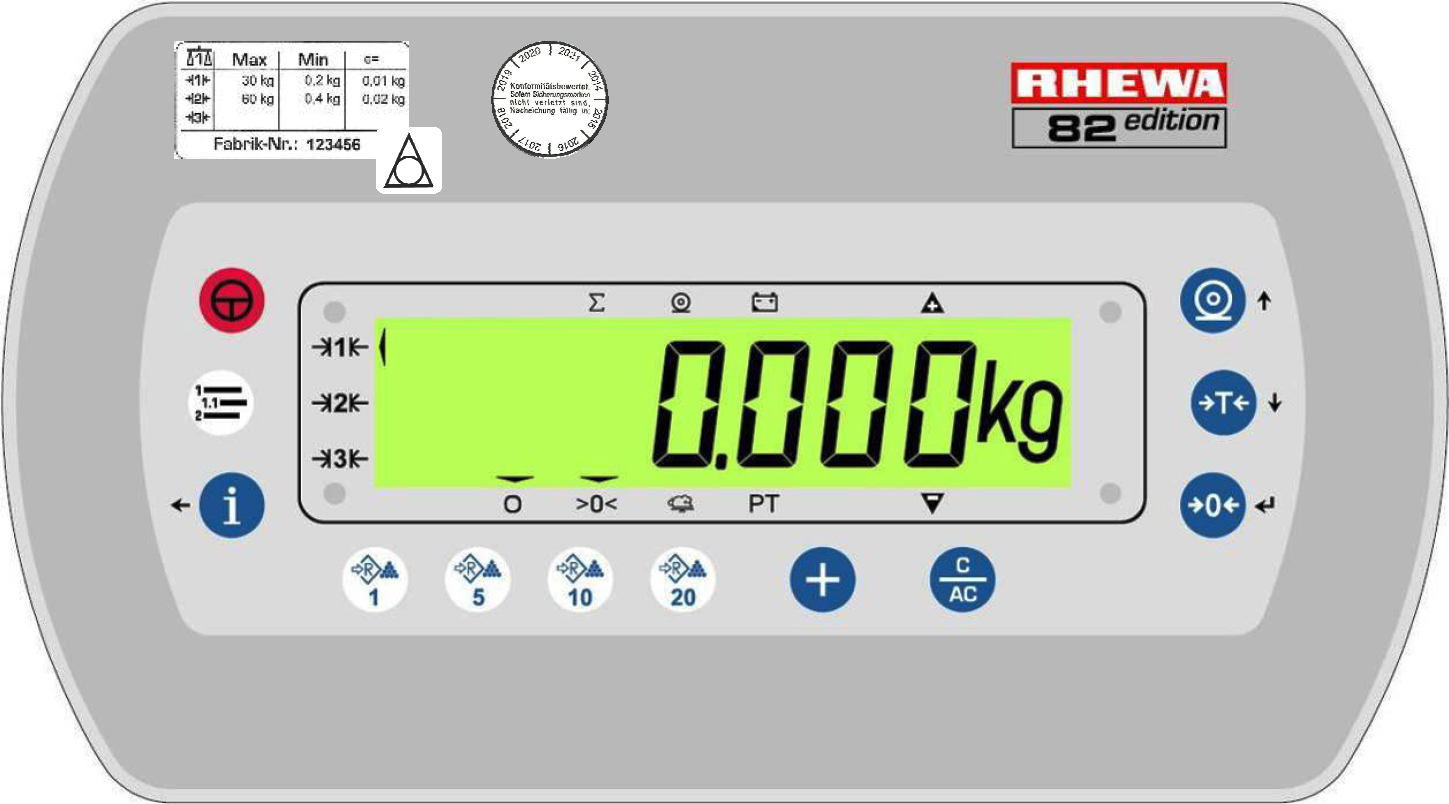 Max Min e=
→|1|← 30 kg 0,2 kg 0,01 kg
→|2|← 60 kg 0,4 kg 0,02 kg
→|3|←
Fabrik-Nr.: 123456
2014 2015 2016 2017 2018 2019 2020 2021
Konformitätsbewertet.
Sofern Sicherungsmarken
nicht verletzt sind,
Nacheichung fällig in:
RHEWA
82 edition
Σ
→|1|←
0.000kg
→|2|←
→|3|←
O >0< PT
1
1.1
2
i
→T←
→0←
R 1
R 5
R 10
R 20
+
C
AC